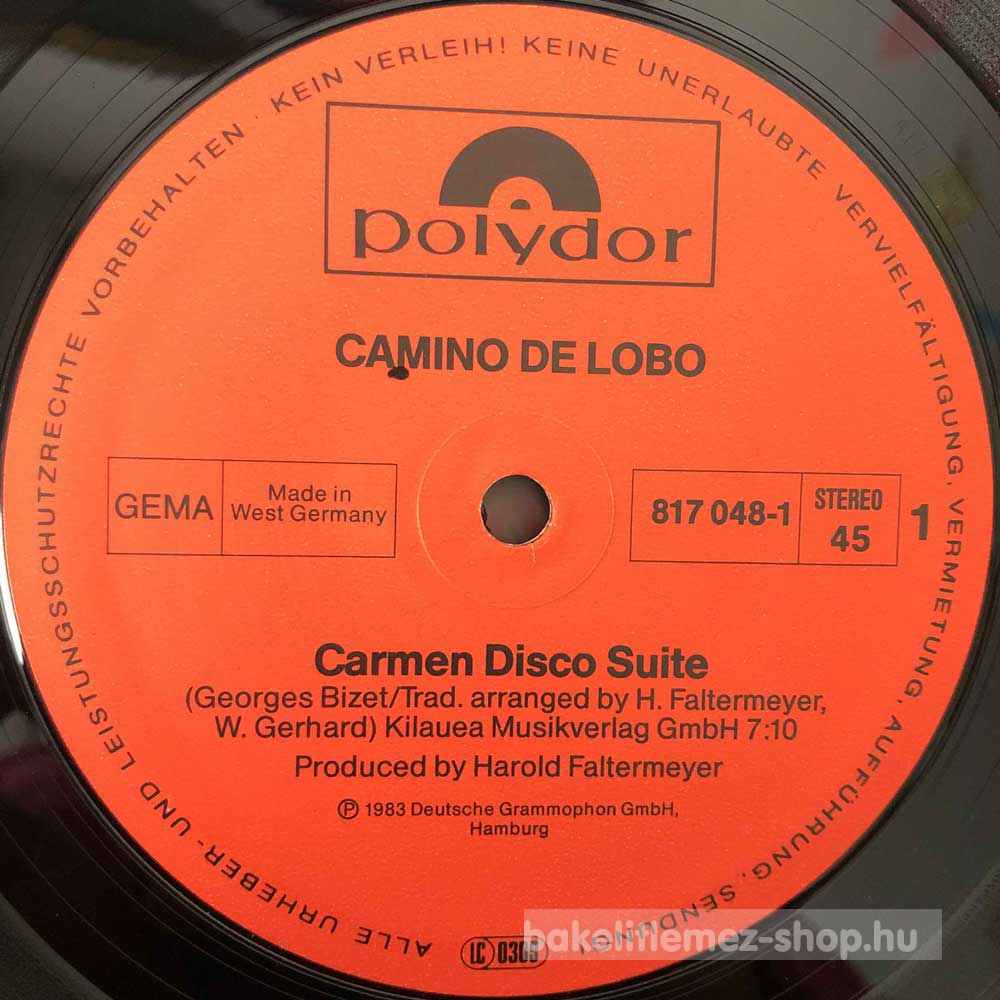 ALLE URHEBER- UND LEISTUNGSSCHUTZRECHTE VORBEHALTEN · KEIN VERLEIH! KEINE UNERLAUBTE VERVIELFÄLTIGUNG, VERMIETUNG, AUFFÜHRUNG, SENDUNG!
polydor
CAMINO DE LOBO
GEMA
Made in
West Germany
817 048-1
STEREO
45
1
Carmen Disco Suite
(Georges Bizet/Trad. arranged by H. Faltermeyer,
W. Gerhard) Kilauea Musikverlag GmbH 7:10
Produced by Harold Faltermeyer
Ⓟ 1983 Deutsche Grammophon GmbH,
Hamburg
LC 0309
bakelitlemez-shop.hu